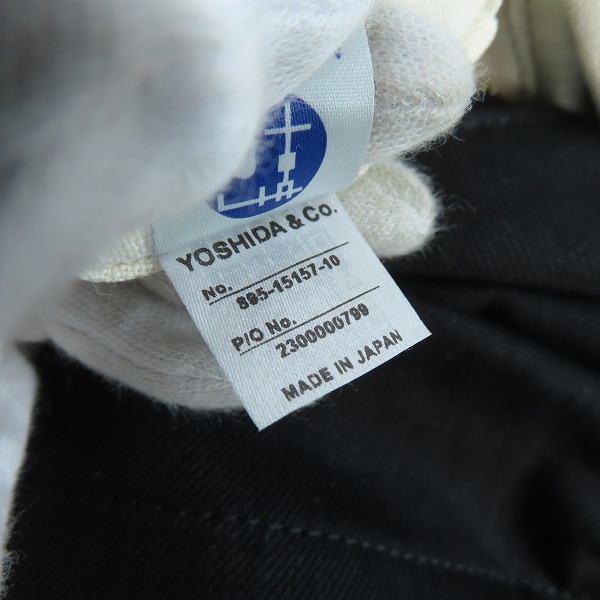 YOSHIDA & Co.
No.
895-15157-10
P/O No.
2300000799
MADE IN JAPAN